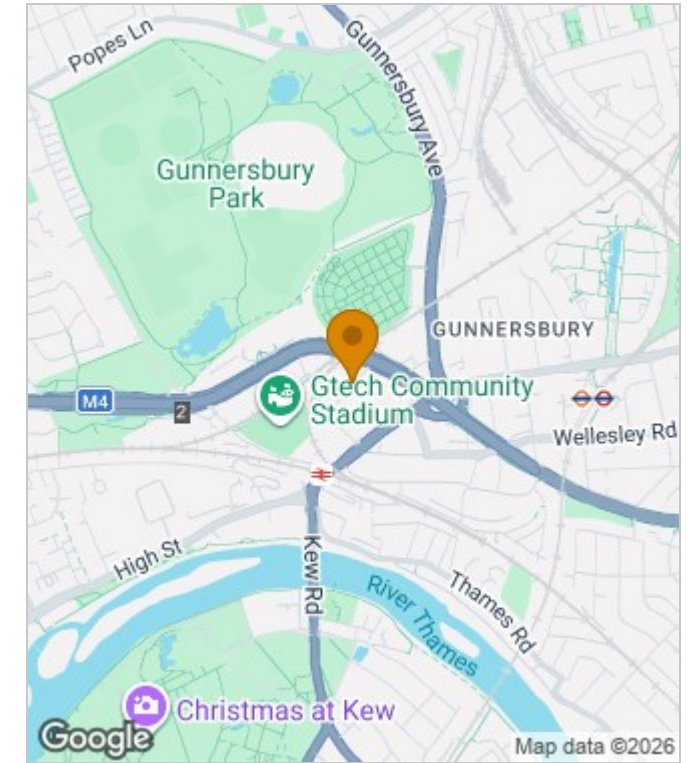 Popes Ln
Gunnersbury Ave
Gunnersbury
Park
GUNNERSBURY
M4
2
Gtech Community
Stadium
Wellesley Rd
High St
Kew Rd
River Thames
Thames Rd
Christmas at Kew
Google
Map data ©2026